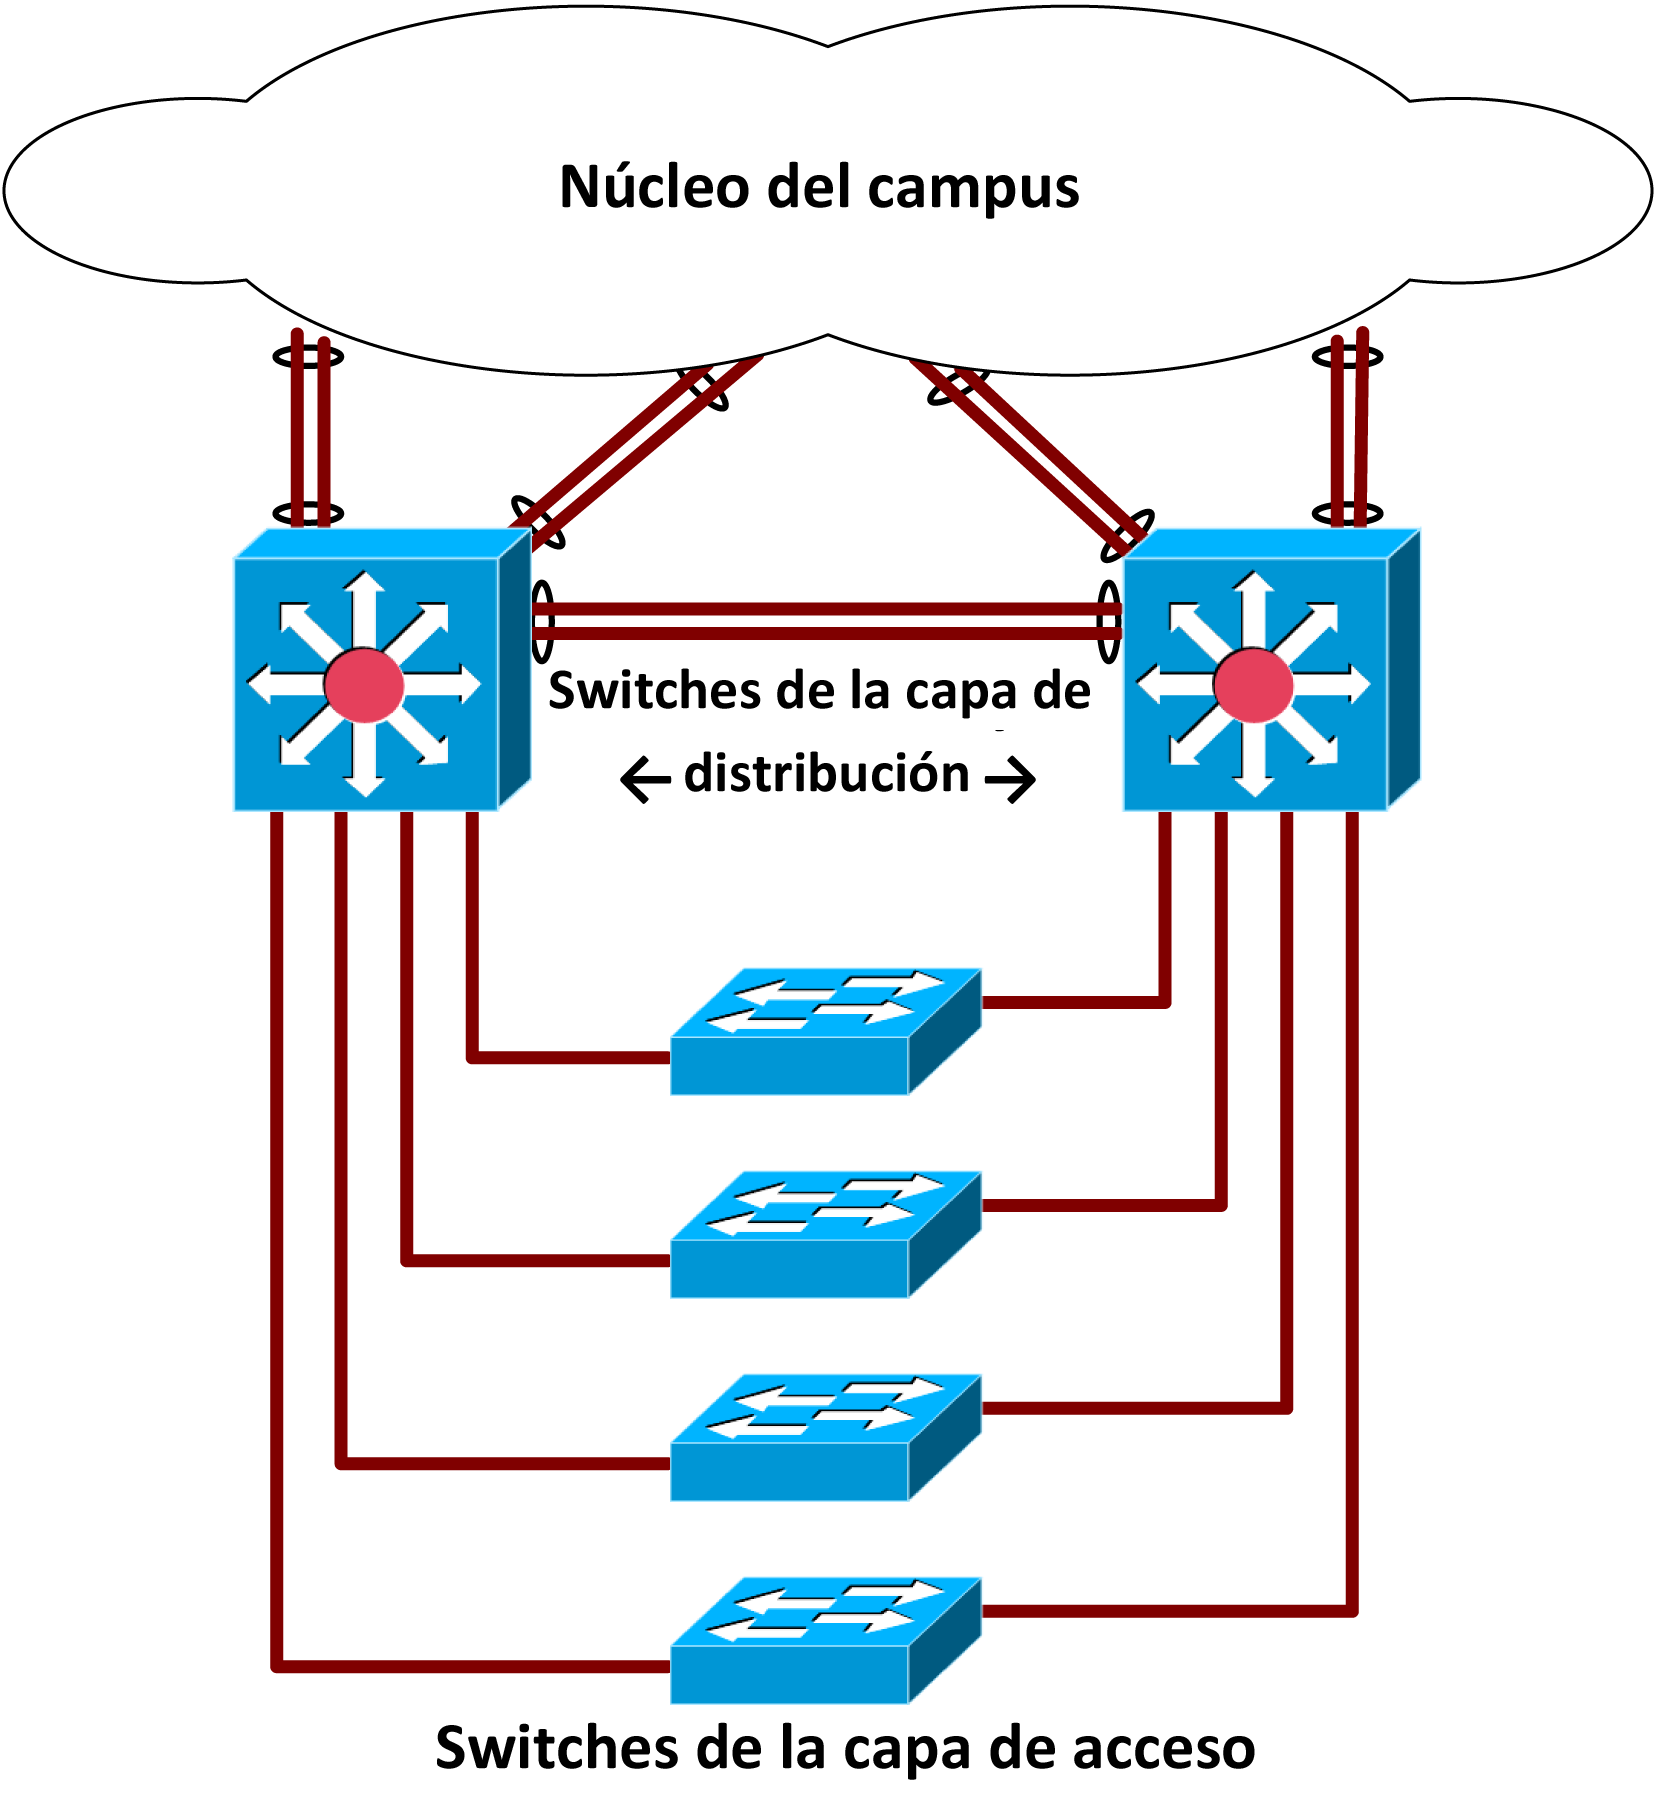 Núcleo del campus
Switches de la capa de
← distribución →
Switches de la capa de acceso